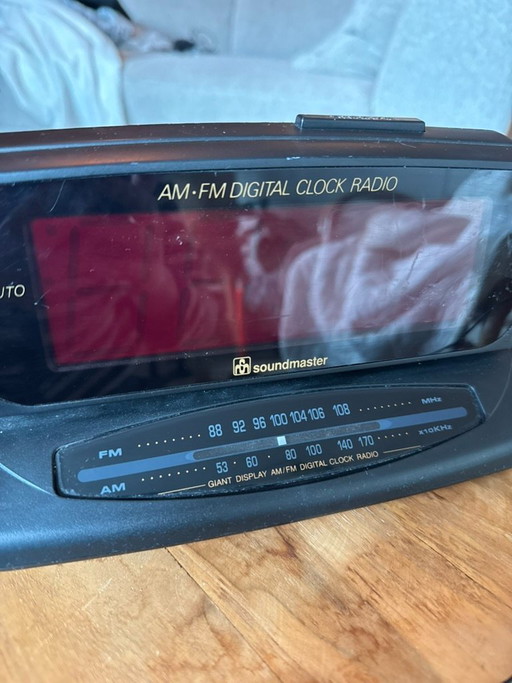 AM·FM DIGITAL CLOCK RADIO
UTO
soundmaster
88 92 96 100 104 106 108 MHz
FM
53 · 60 · 80 100 140 170 x10KHz
AM
GIANT DISPLAY AM/FM DIGITAL CLOCK RADIO